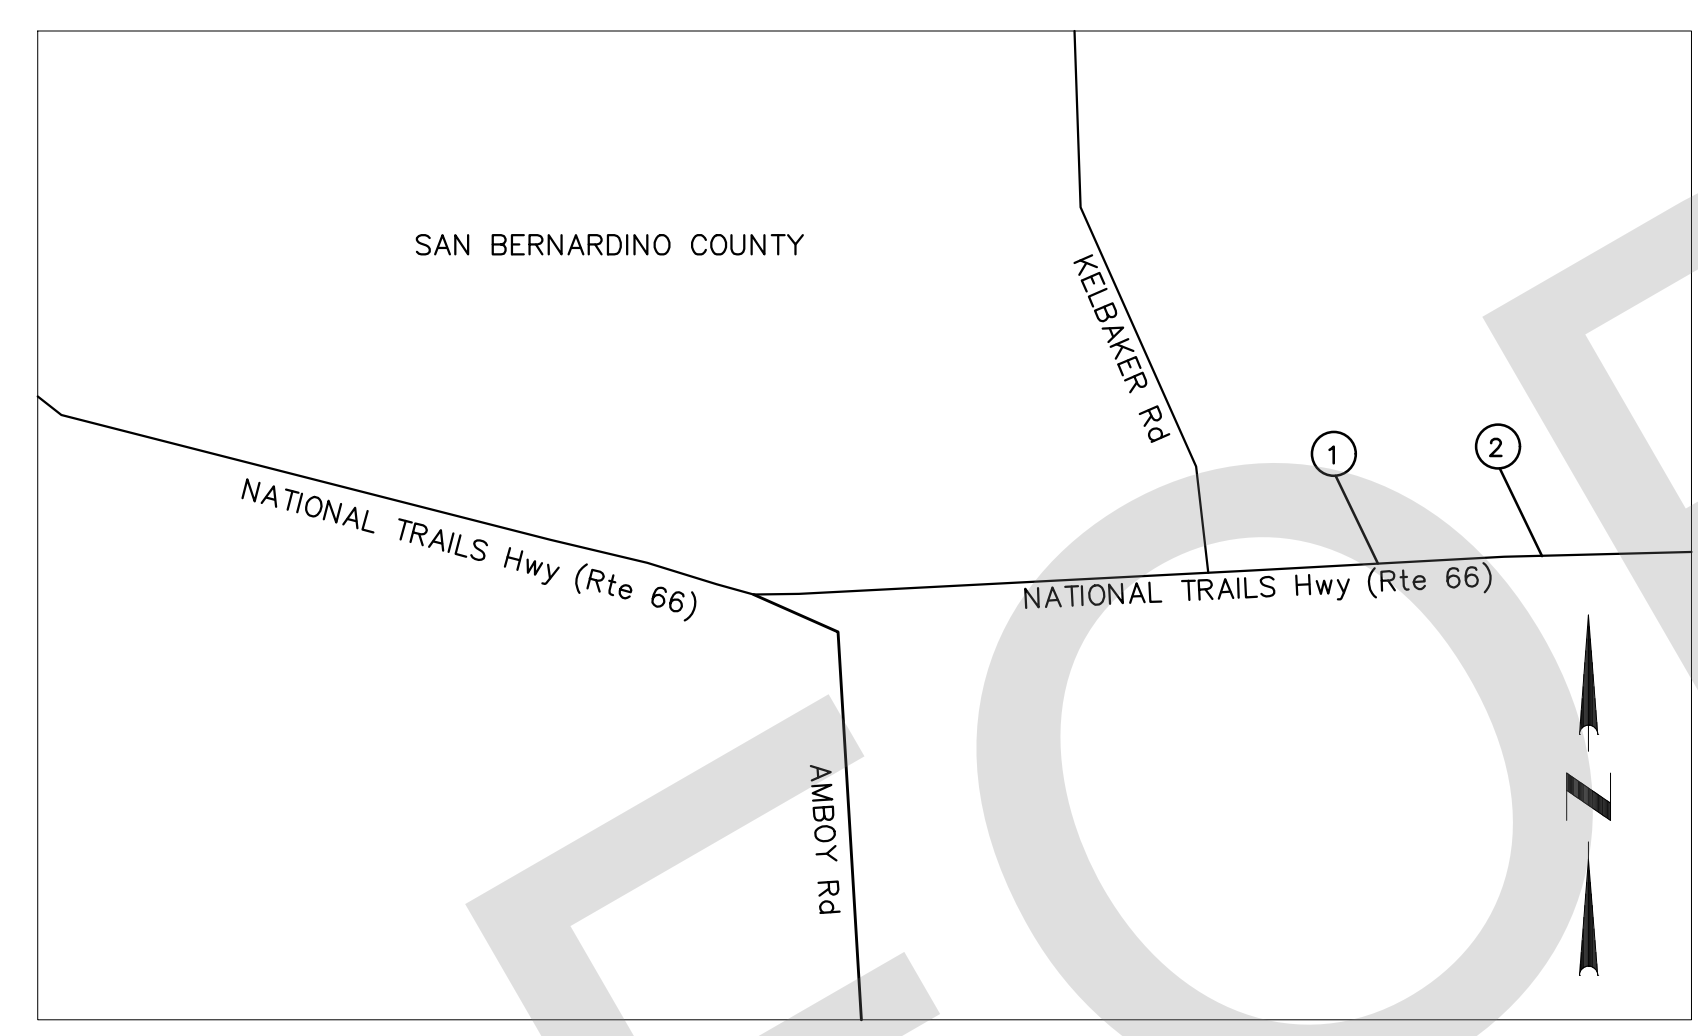 SAN BERNARDINO COUNTY
KELBAKER Rd
1
2
NATIONAL TRAILS Hwy (Rte 66)
NATIONAL TRAILS Hwy (Rte 66)
AMBOY Rd
N